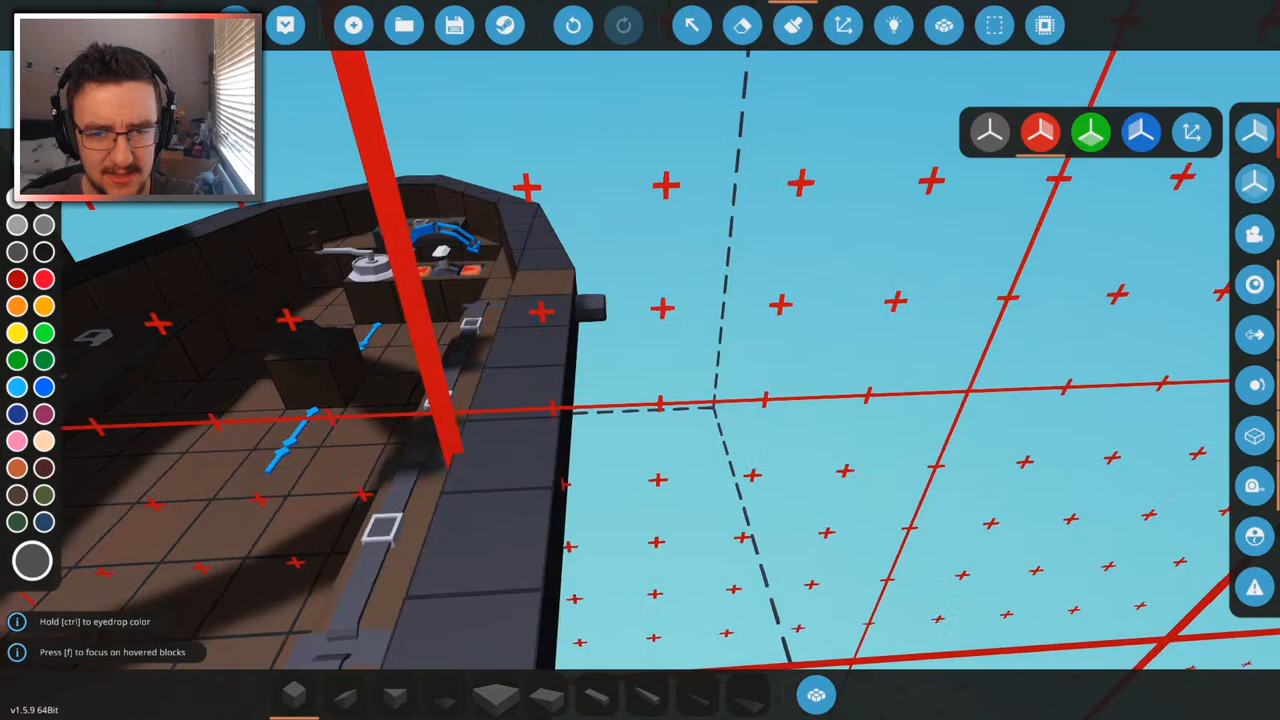 Hold [ctrl] to eyedrop color
Press [f] to focus on hovered blocks
v1.5.9 64Bit